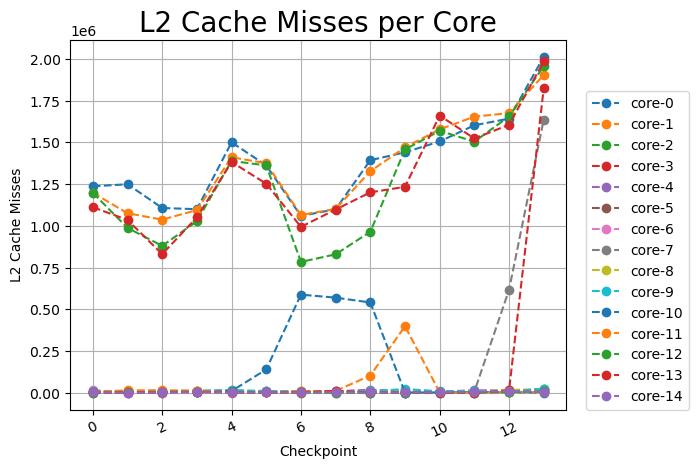 L2 Cache Misses per Core
1e6
2.00
1.75
1.50
1.25
1.00
0.75
0.50
0.25
0.00
L2 Cache Misses
0 2 4 6 8 10 12
Checkpoint
core-0
core-1
core-2
core-3
core-4
core-5
core-6
core-7
core-8
core-9
core-10
core-11
core-12
core-13
core-14